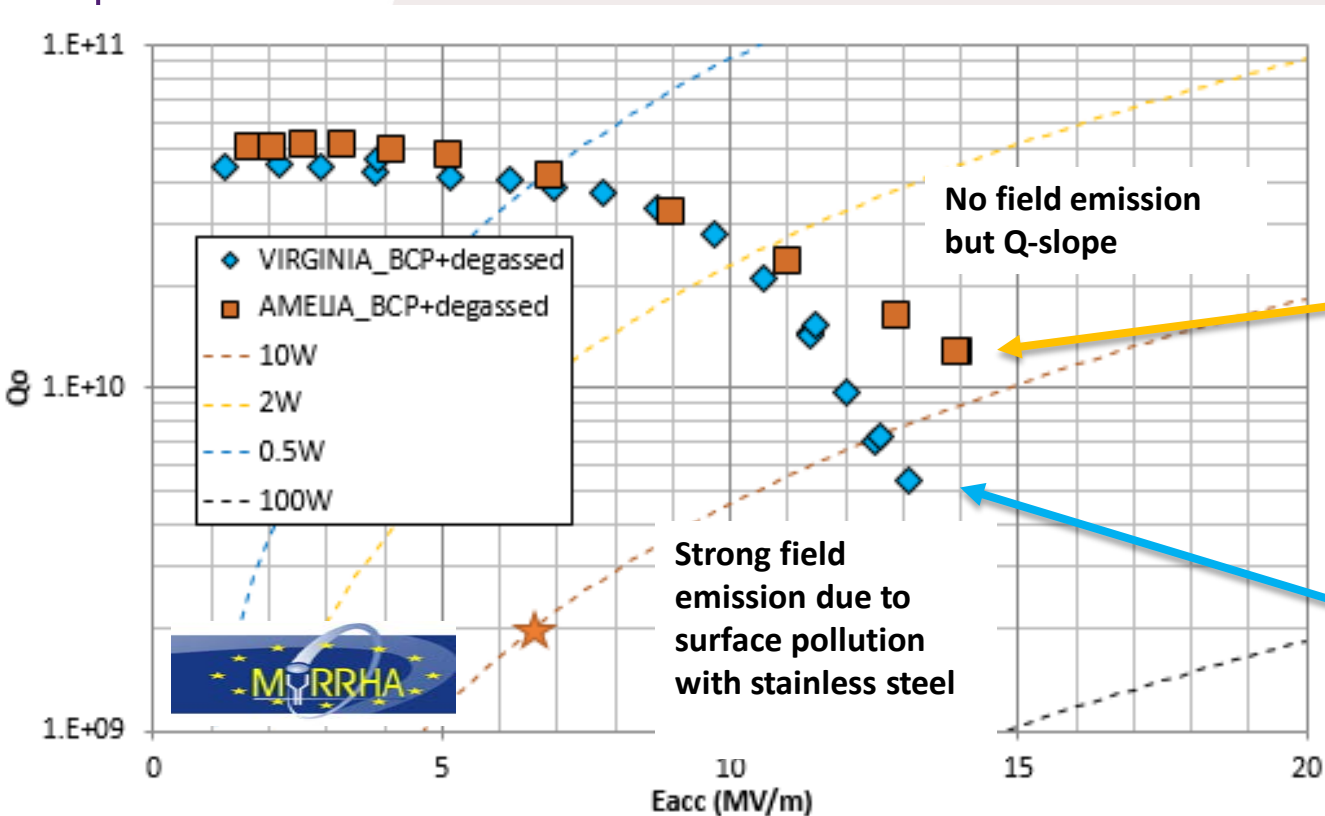 1.E+11
No field emission
but Q-slope
VIRGINIA_BCP+degassed
AMELIA_BCP+degassed
10W
2W
0.5W
100W
Qo
1.E+10
Strong field
emission due to
surface pollution
with stainless steel
MYRRHA
1.E+09
0
5
10
15
20
Eacc (MV/m)